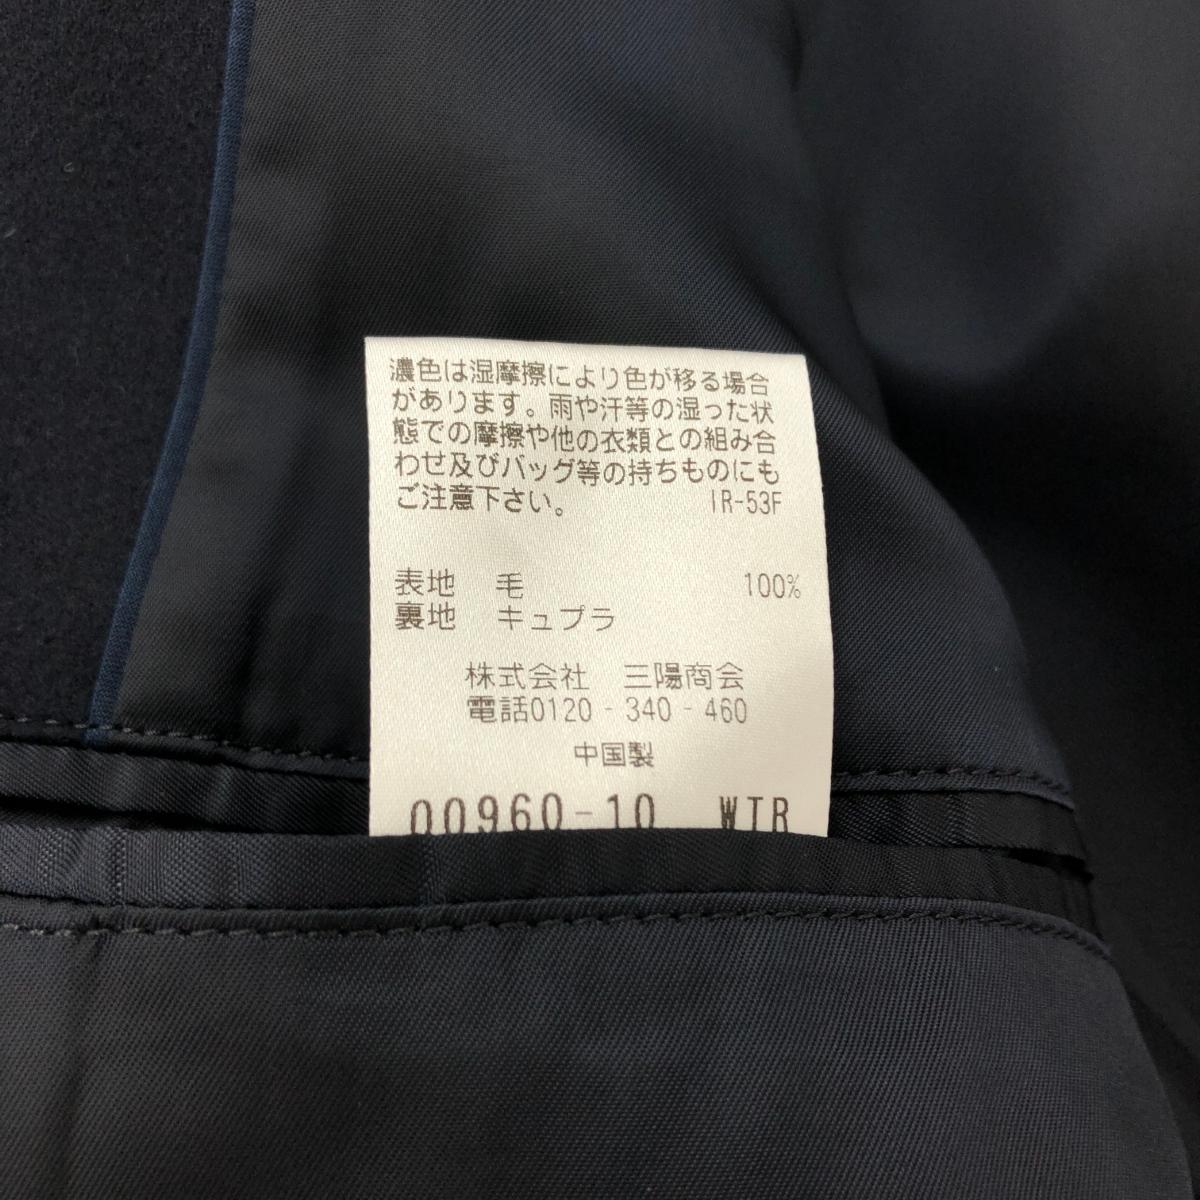 濃色は湿摩擦により色が移る場合
があります。雨や汗等の湿った状
態での摩擦や他の衣類との組み合
わせ及びバッグ等の持ちものにも
ご注意下さい。 IR-53F
表地 毛 100%
裏地 キュプラ
株式会社 三陽商会
電話0120-340-460
中国製
00960-10 WTR